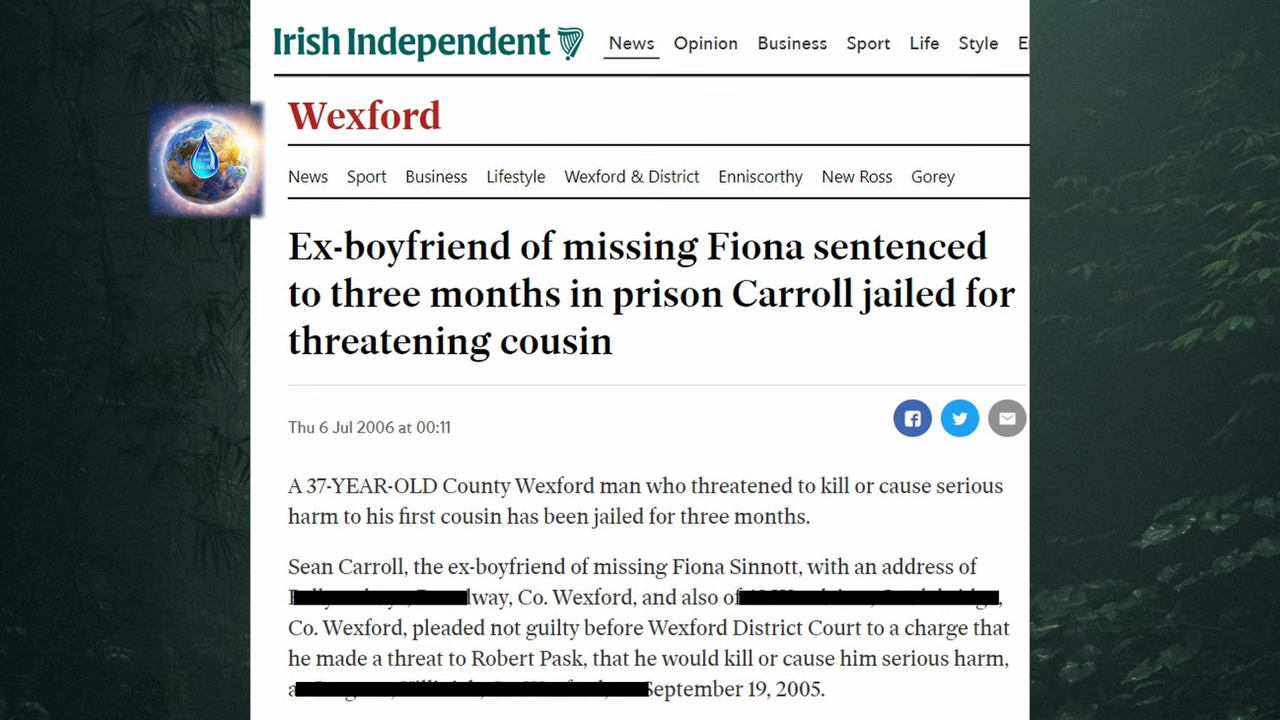 Irish Independent
News Opinion Business Sport Life Style
Wexford
News Sport Business Lifestyle Wexford & District Enniscorthy New Ross Gorey
Ex-boyfriend of missing Fiona sentenced
to three months in prison Carroll jailed for
threatening cousin
Thu 6 Jul 2006 at 00:11
A 37-YEAR-OLD County Wexford man who threatened to kill or cause serious
harm to his first cousin has been jailed for three months.
Sean Carroll, the ex-boyfriend of missing Fiona Sinnott, with an address of
way, Co. Wexford, and also of
Co. Wexford, pleaded not guilty before Wexford District Court to a charge that
he made a threat to Robert Pask, that he would kill or cause him serious harm,
September 19, 2005.